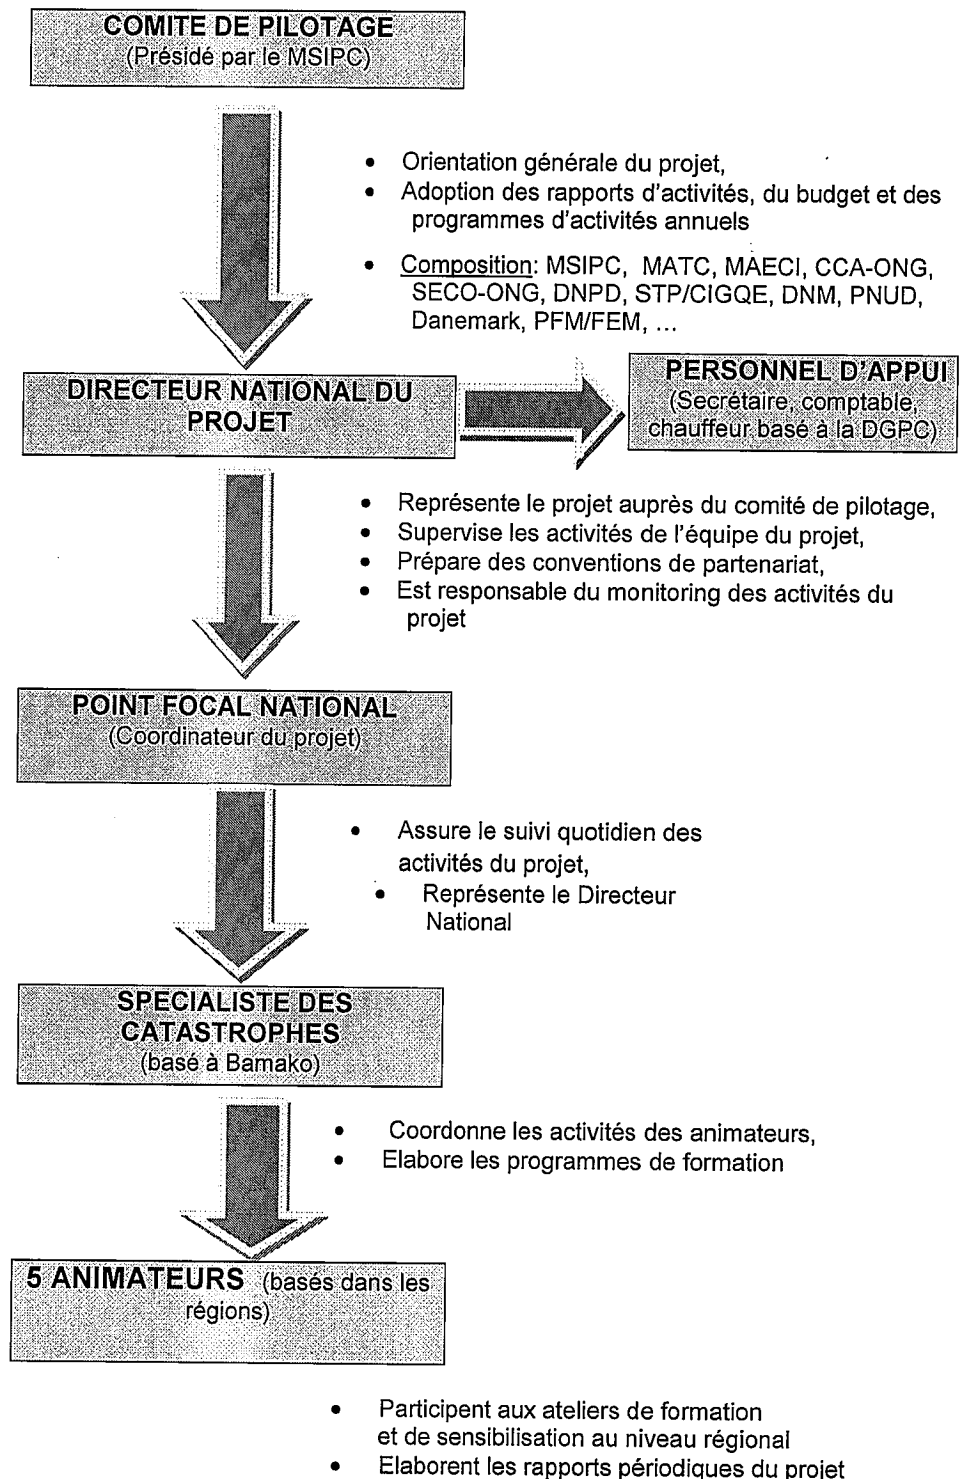 COMITE DE PILOTAGE
(Présidé par le MSIPC)
• Orientation générale du projet,
• Adoption des rapports d'activités, du budget et des
programmes d'activités annuels
• Composition: MSIPC, MATC, MAECI, CCA-ONG,
SECO-ONG, DNPD, STP/CIGQE, DNM, PNUD,
Danemark, PFM/FEM, ...
DIRECTEUR NATIONAL DU
PROJET
PERSONNEL D'APPUI
(Secrétaire, comptable,
chauffeur basé à la DGPC)
• Représente le projet auprès du comité de pilotage,
• Supervise les activités de l'équipe du projet,
• Prépare des conventions de partenariat,
• Est responsable du monitoring des activités du
projet
POINT FOCAL NATIONAL
(Coordinateur du projet)
• Assure le suivi quotidien des
activités du projet,
• Représente le Directeur
National
SPECIALISTE DES
CATASTROPHES
(basé à Bamako)
• Coordonne les activités des animateurs,
• Elabore les programmes de formation
5 ANIMATEURS (basés dans les
régions)
• Participent aux ateliers de formation
et de sensibilisation au niveau régional
• Elaborent les rapports périodiques du projet